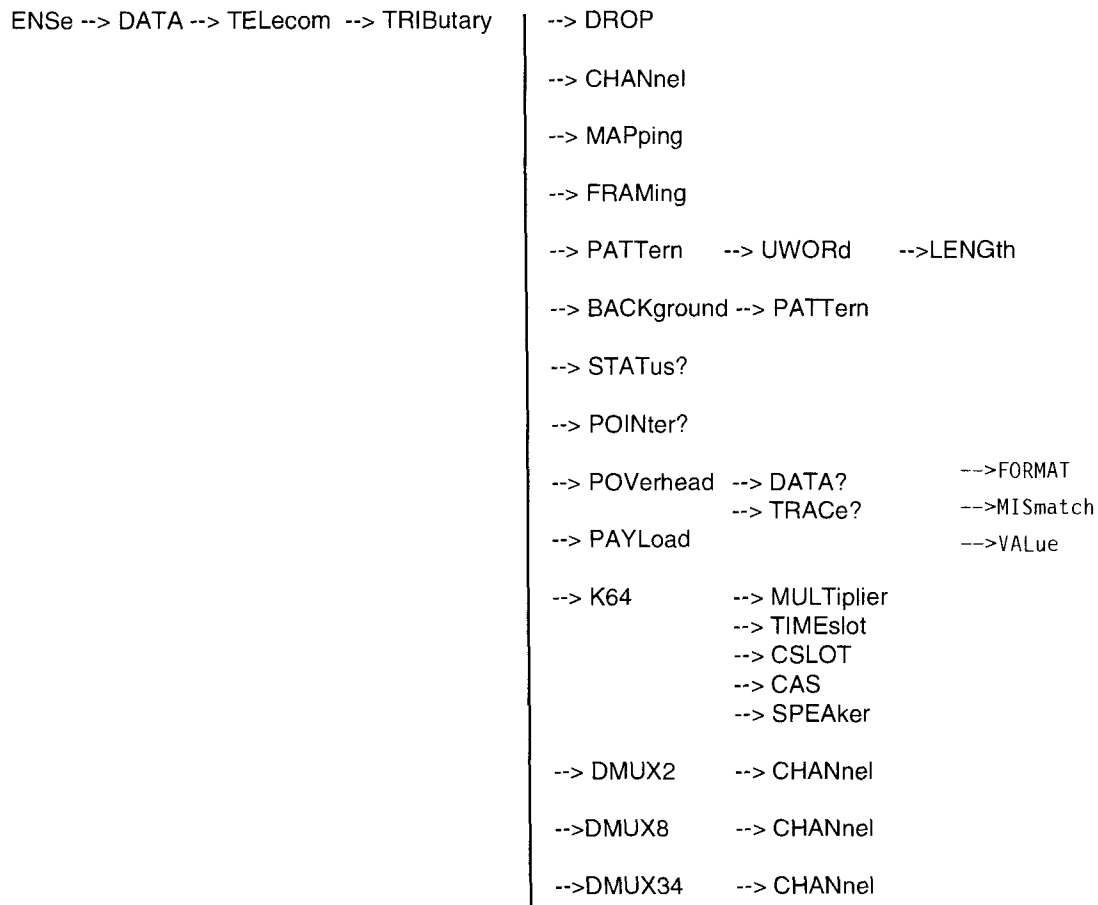 ENSe --> DATA --> TELecom --> TRIButary --> DROP
--> CHANnel
--> MAPping
--> FRAMing
--> PATTern --> UWORd -->LENGth
--> BACKground --> PATTern
--> STATus?
--> POINter?
--> POVerhead --> DATA? -->FORMAT
--> TRACe? -->MISmatch
--> PAYLoad -->VALue
--> K64 --> MULTiplier
--> TIMEslot
--> CSLOT
--> CAS
--> SPEAker
--> DMUX2 --> CHANnel
-->DMUX8 --> CHANnel
-->DMUX34 --> CHANnel